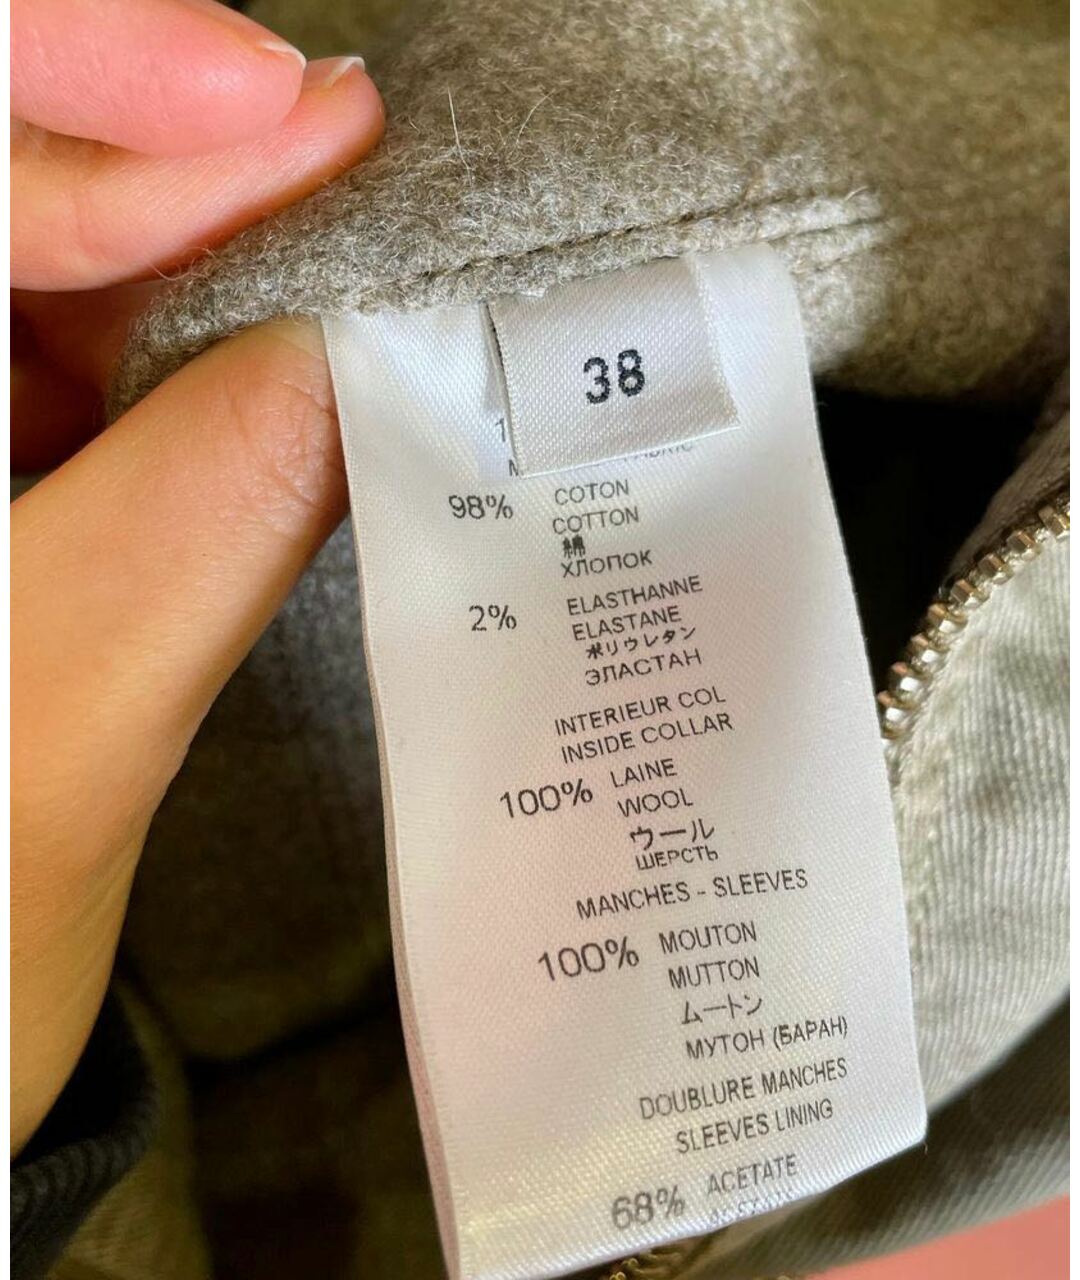 38
98% COTON
COTTON
綿
ХЛОПОК
2% ELASTHANNE
ELASTANE
ポリウレタン
ЭЛАСТАН
INTERIEUR COL
INSIDE COLLAR
100% LAINE
WOOL
ウール
ШЕРСТЬ
MANCHES - SLEEVES
100% MOUTON
MUTTON
ムートン
МУТОН (БАРАН)
DOUBLURE MANCHES
SLEEVES LINING
68% ACETATE